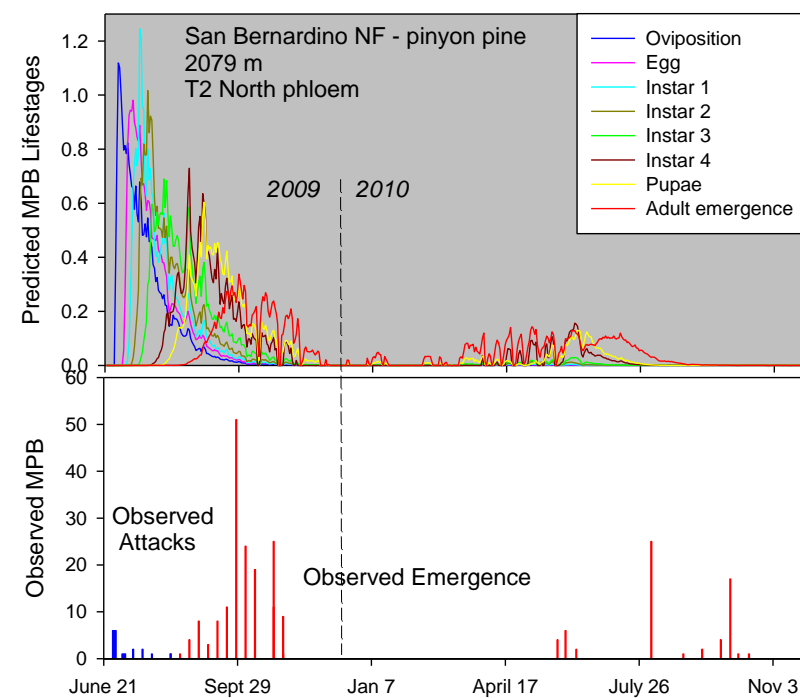 San Bernardino NF - pinyon pine
2079 m
T2 North phloem
2009
2010
Oviposition
Egg
Instar 1
Instar 2
Instar 3
Instar 4
Pupae
Adult emergence
Predicted MPB Lifestages
1.2
1.0
0.8
0.6
0.4
0.2
0.0
Observed MPB
60
50
40
30
20
10
0
Observed
Attacks
Observed Emergence
June 21
Sept 29
Jan 7
April 17
July 26
Nov 3